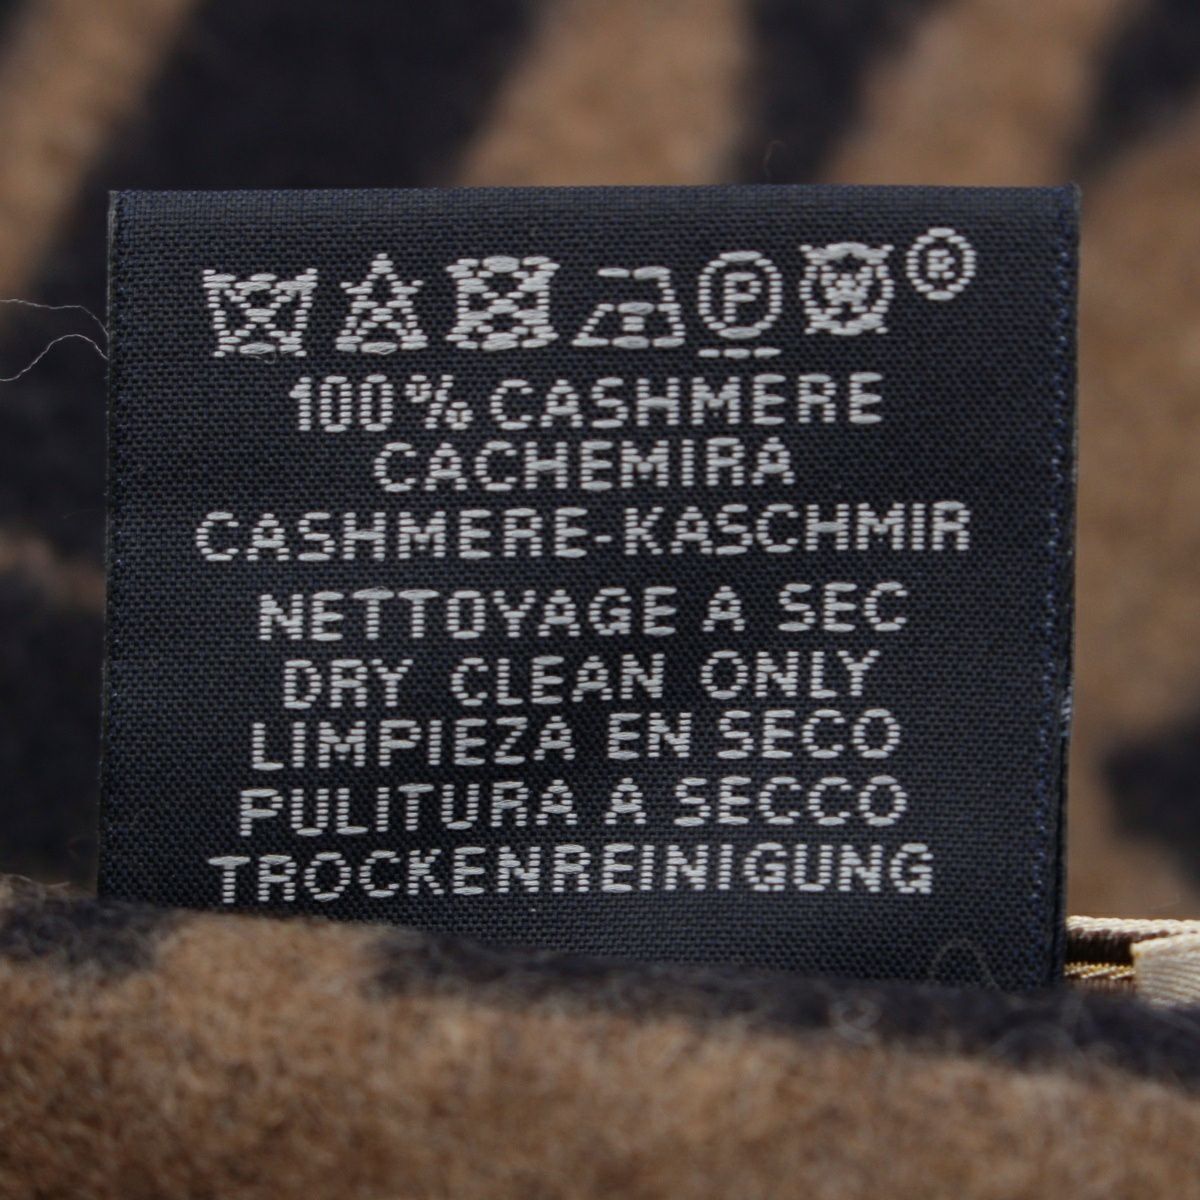 P W ®
100% CASHMERE
CACHEMIRA
CASHMERE-KASCHMIR
NETTOYAGE A SEC
DRY CLEAN ONLY
LIMPIEZA EN SECO
PULITURA A SECCO
TROCKENREINIGUNG